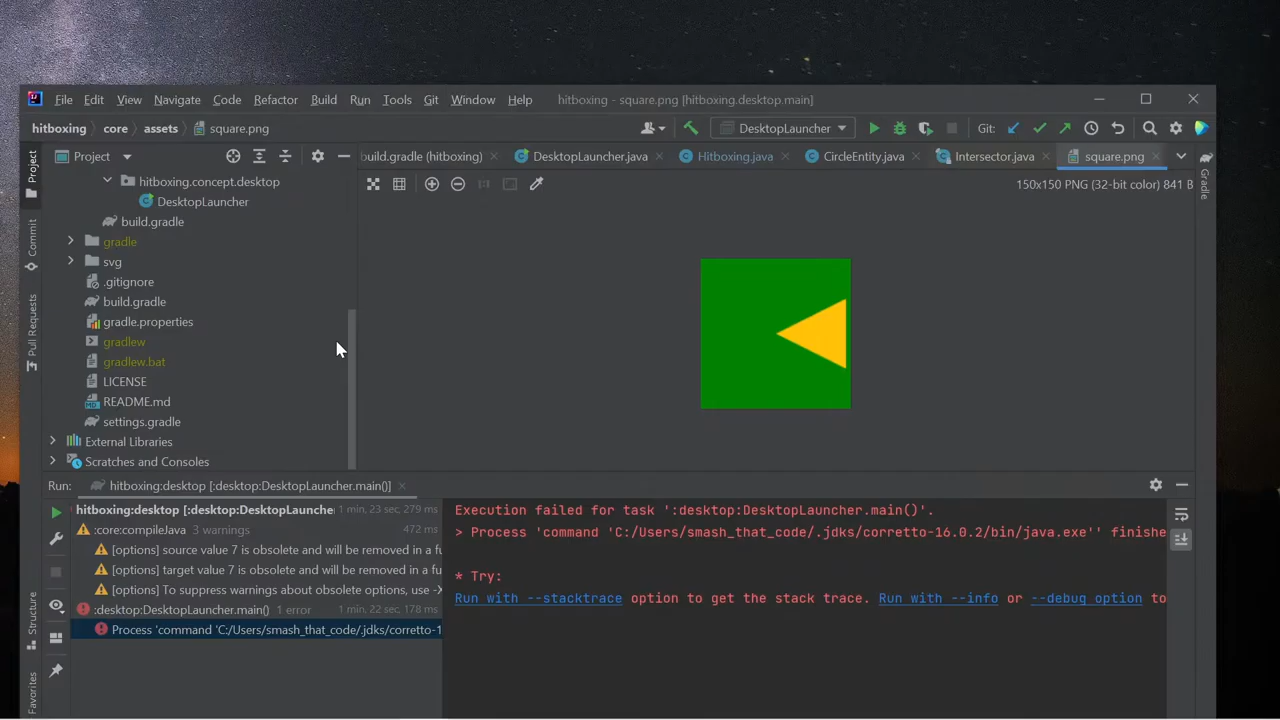 File Edit View Navigate Code Refactor Build Run Tools Git Window Help hitboxing - square.png [hitboxing.desktop.main]
hitboxing core assets square.png DesktopLauncher Git:
Project build.gradle (hitboxing) DesktopLauncher.java Hitboxing.java CircleEntity.java Intersector.java square.png
Project
Commit
Pull Requests
Structure
Favorites
Gradle
150x150 PNG (32-bit color) 841 B
hitboxing.concept.desktop
DesktopLauncher
build.gradle
gradle
svg
.gitignore
build.gradle
gradle.properties
gradlew
gradlew.bat
LICENSE
README.md
settings.gradle
External Libraries
Scratches and Consoles
Run: hitboxing:desktop [:desktop:DesktopLauncher.main()]
hitboxing:desktop [:desktop:DesktopLaunche 1 min, 23 sec, 279 ms
:core:compileJava 3 warnings 472 ms
[options] source value 7 is obsolete and will be removed in a fu
[options] target value 7 is obsolete and will be removed in a fu
[options] To suppress warnings about obsolete options, use -X
:desktop:DesktopLauncher.main() 1 error 1 min, 22 sec, 178 ms
Process 'command 'C:/Users/smash_that_code/.jdks/corretto-1
Execution failed for task ':desktop:DesktopLauncher.main()'.
> Process 'command 'C:/Users/smash_that_code/.jdks/corretto-16.0.2/bin/java.exe'' finishe
* Try:
Run with --stacktrace option to get the stack trace. Run with --info or --debug option to